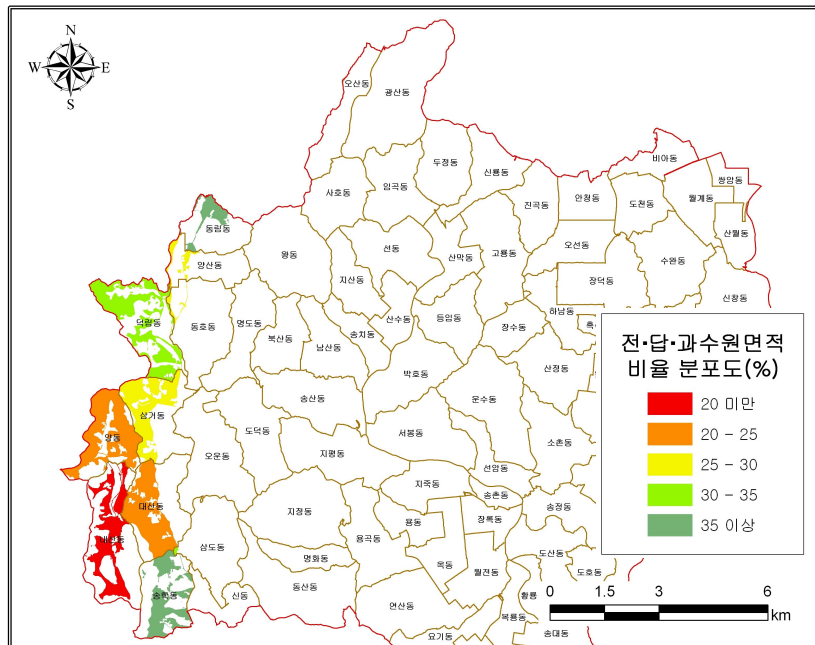 N
W E
S
오산동
광산동
두정동
신룡동
비아동
쌍암동
사호동
임곡동
진곡동
안청동
도천동
월계동
동림동
왕동
선동
산막동
고룡동
오선동
수완동
산월동
양산동
지산동
장덕동
신창동
덕림동
동호동
명도동
북산동
남산동
송치동
산수동
등임동
장수동
하남동
박호동
산정동
삼거동
송산동
운수동
양동
오운동
도덕동
지평동
서봉동
소촌동
선암동
대산동
지정동
지죽동
송촌동
송정동
용동
장록동
삼도동
용곡동
명화동
옥동
월전동
도산동
도호동
송학동
신동
동산동
연산동
황룡
복룡동
요기동
송대동
전·답·과수원면적
비율 분포도(%)
20 미만
20 - 25
25 - 30
30 - 35
35 이상
0 1.5 3 6
km